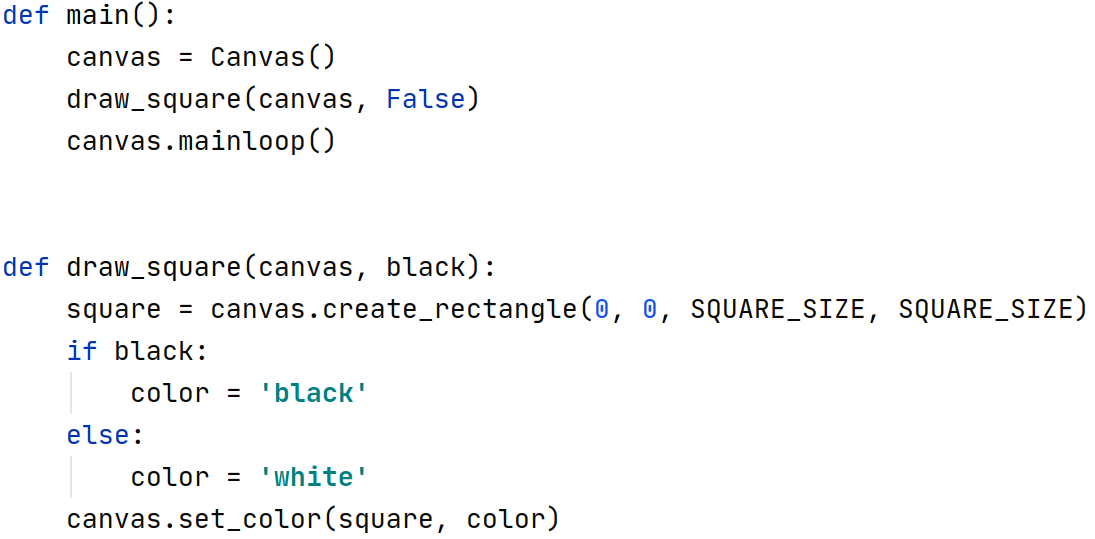 def main():
    canvas = Canvas()
    draw_square(canvas, False)
    canvas.mainloop()
def draw_square(canvas, black):
    square = canvas.create_rectangle(0, 0, SQUARE_SIZE, SQUARE_SIZE)
    if black:
        color = 'black'
    else:
        color = 'white'
    canvas.set_color(square, color)